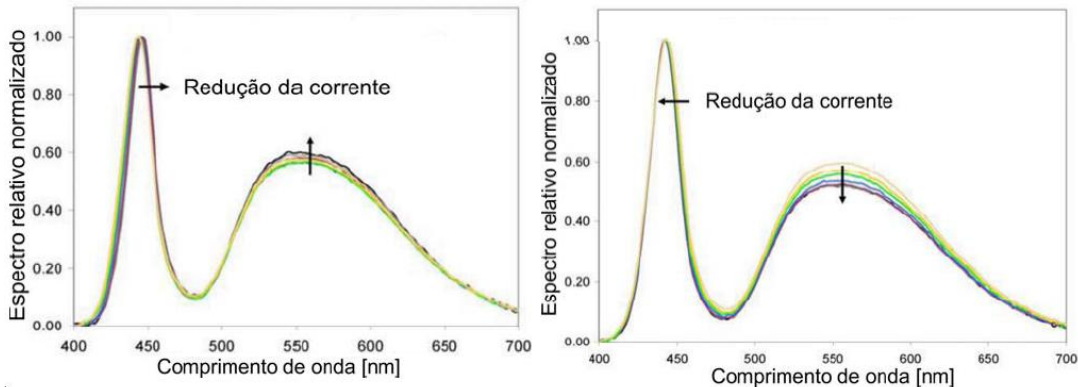 Espectro relativo normalizado
1.00
0.80
0.60
0.40
0.20
0.00
Redução da corrente
400 450 500 550 600 650 700
Comprimento de onda [nm]
Espectro relativo normalizado
1.00
0.80
0.60
0.40
0.20
0.00
Redução da corrente
400 450 500 550 600 650 700
Comprimento de onda [nm]